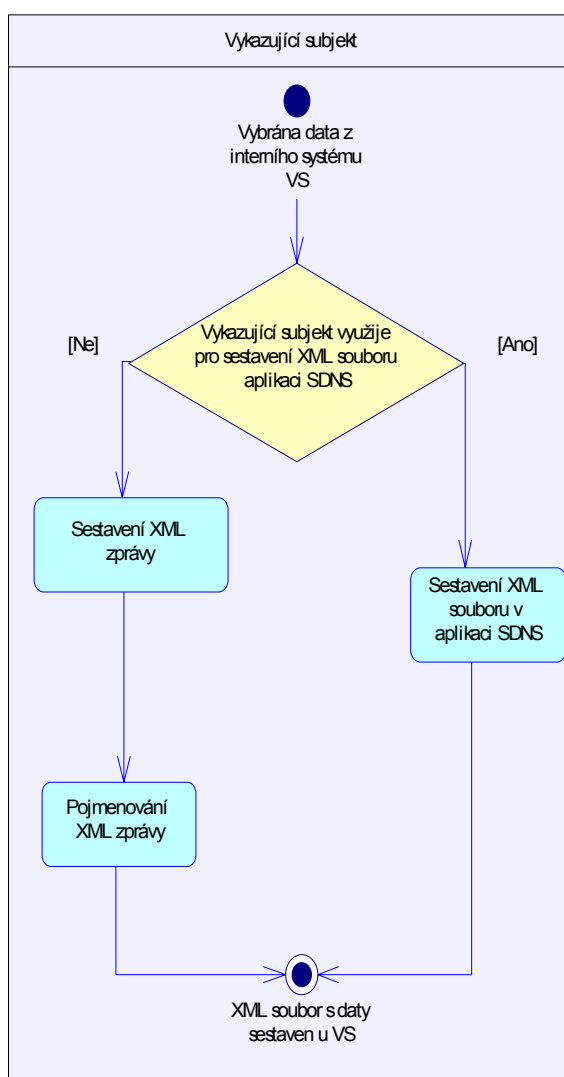 Vykazující subjekt
Vybrána data z
interního systému
VS
[Ne]
[Ano]
Vykazující subjekt využije
pro sestavení XML souboru
aplikaci SDNS
Sestavení XML
zprávy
Sestavení XML
souboru v
aplikaci SDNS
Pojmenování
XML zprávy
XML soubor s daty
sestaven u VS